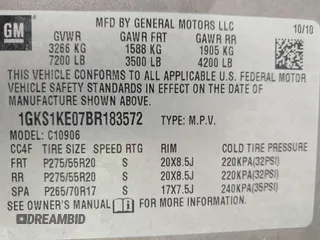 GM
MFD BY GENERAL MOTORS LLC 10/10
GVWR GAWR FRT GAWR RR
3266 KG 1588 KG 1905 KG
7200 LB 3500 LB 4200 LB
THIS VEHICLE CONFORMS TO ALL APPLICABLE U.S. FEDERAL MOTOR
VEHICLE SAFETY STANDARDS IN EFFECT ON THE DATE OF
MANUFACTURE SHOWN ABOVE.
1GKS1KE07BR183572 TYPE: M.P.V.
MODEL: C10906
CC4F TIRE SIZE SPEED RTG RIM COLD TIRE PRESSURE
FRT P275/55R20 S 20X8.5J 220KPA(32PSI)
RR P275/55R20 S 20X8.5J 220KPA(32PSI)
SPA P265/70R17 S 17X7.5J 240KPA(35PSI)
SEE OWNER'S MANUAL FOR MORE INFORMATION.
DREAMBID